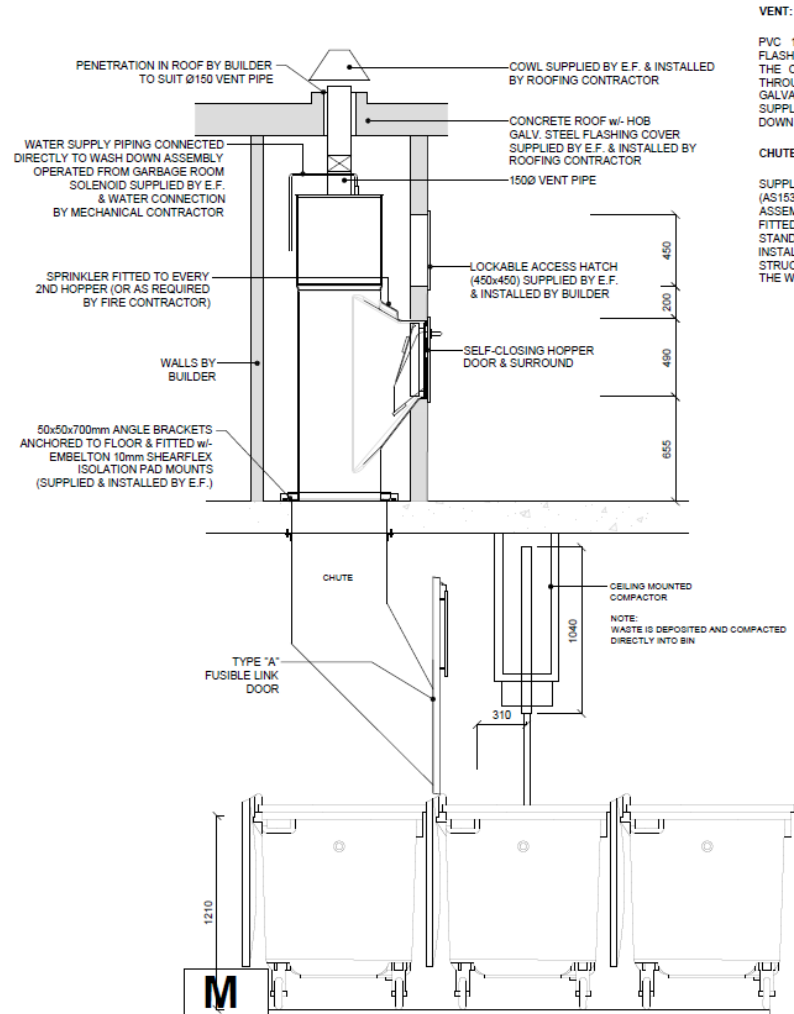 VENT:
PVC
FLASH
THE
THROU
GALVA
SUPPL
DOWN
CHUTE
SUPPL
(AS153
ASSEM
FITTED
STAND
INSTAL
STRUC
THE W
PENETRATION IN ROOF BY BUILDER
TO SUIT Ø150 VENT PIPE
COWL SUPPLIED BY E.F. & INSTALLED
BY ROOFING CONTRACTOR
CONCRETE ROOF w/- HOB
GALV. STEEL FLASHING COVER
SUPPLIED BY E.F. & INSTALLED BY
ROOFING CONTRACTOR
WATER SUPPLY PIPING CONNECTED
DIRECTLY TO WASH DOWN ASSEMBLY
OPERATED FROM GARBAGE ROOM
SOLENOID SUPPLIED BY E.F.
& WATER CONNECTION
BY MECHANICAL CONTRACTOR
150Ø VENT PIPE
450
SPRINKLER FITTED TO EVERY
2ND HOPPER (OR AS REQUIRED
BY FIRE CONTRACTOR)
LOCKABLE ACCESS HATCH
(450x450) SUPPLIED BY E.F.
& INSTALLED BY BUILDER
200
WALLS BY
BUILDER
SELF-CLOSING HOPPER
DOOR & SURROUND
490
50x50x700mm ANGLE BRACKETS
ANCHORED TO FLOOR & FITTED w/-
EMBELTON 10mm SHEARFLEX
ISOLATION PAD MOUNTS
(SUPPLIED & INSTALLED BY E.F.)
655
CHUTE
CEILING MOUNTED
COMPACTOR
NOTE:
WASTE IS DEPOSITED AND COMPACTED
DIRECTLY INTO BIN
1040
TYPE "A"
FUSIBLE LINK
DOOR
310
1210
M